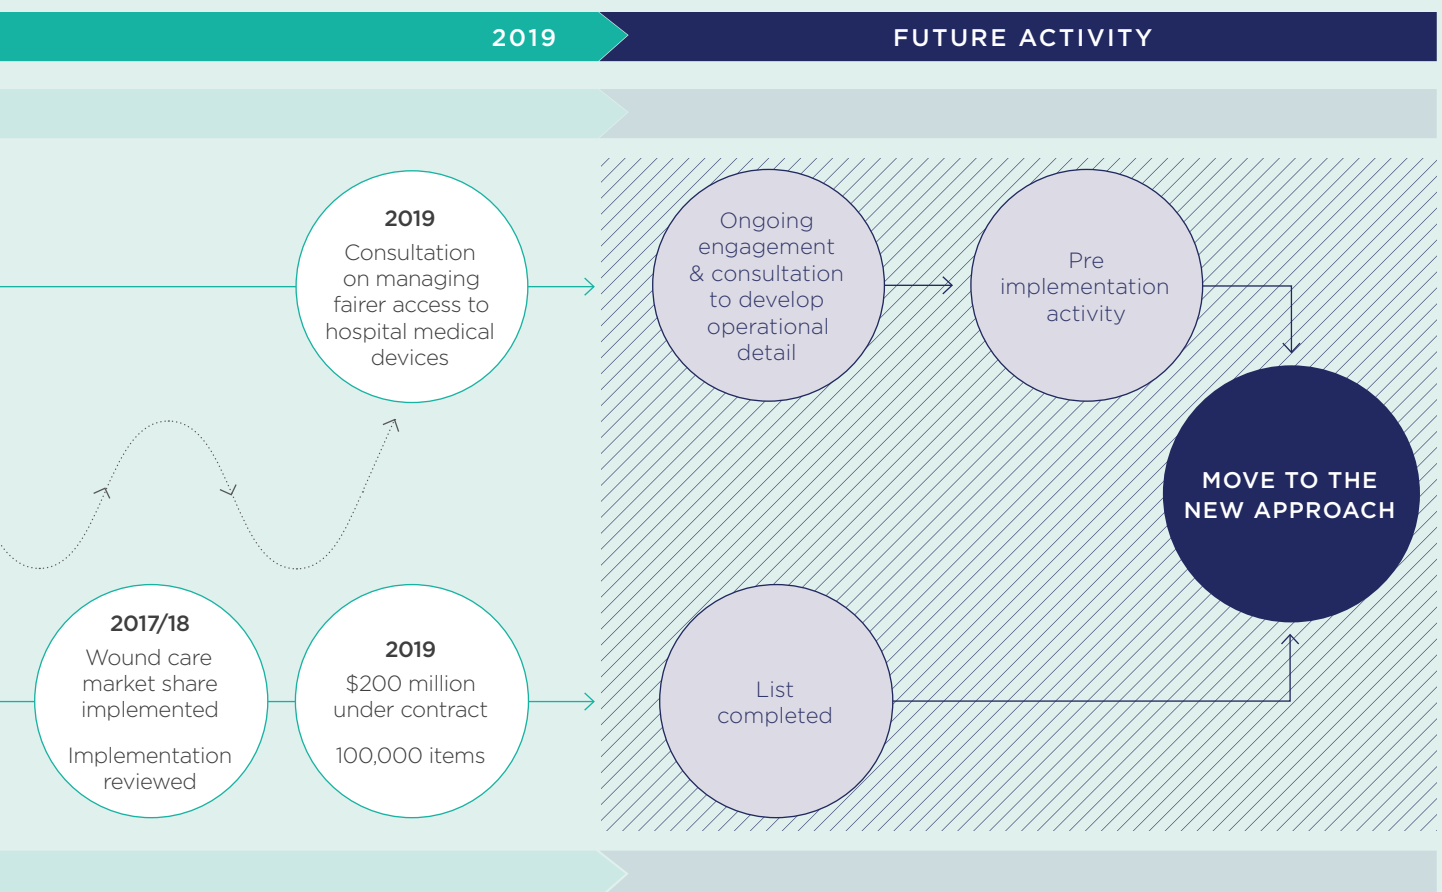 2019
FUTURE ACTIVITY
2019
Consultation
on managing
fairer access to
hospital medical
devices
Ongoing
engagement
& consultation
to develop
operational
detail
Pre
implementation
activity
MOVE TO THE
NEW APPROACH
2017/18
Wound care
market share
implemented
Implementation
reviewed
2019
$200 million
under contract
100,000 items
List
completed